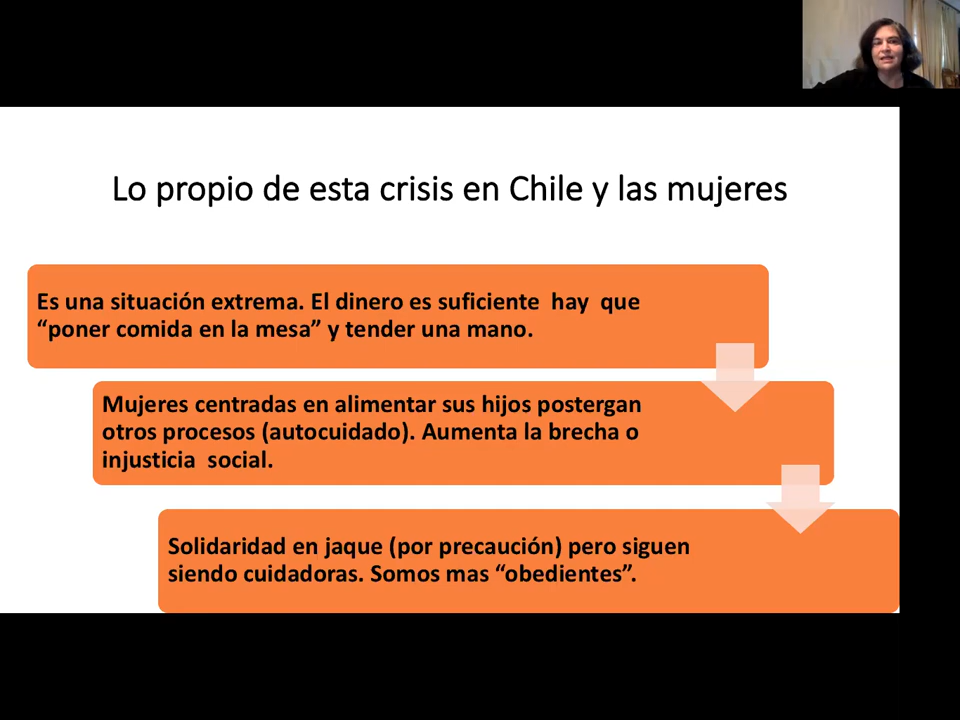 Lo propio de esta crisis en Chile y las mujeres
Es una situación extrema. El dinero es suficiente hay que
“poner comida en la mesa” y tender una mano.
Mujeres centradas en alimentar sus hijos postergan
otros procesos (autocuidado). Aumenta la brecha o
injusticia social.
Solidaridad en jaque (por precaución) pero siguen
siendo cuidadoras. Somos mas “obedientes”.